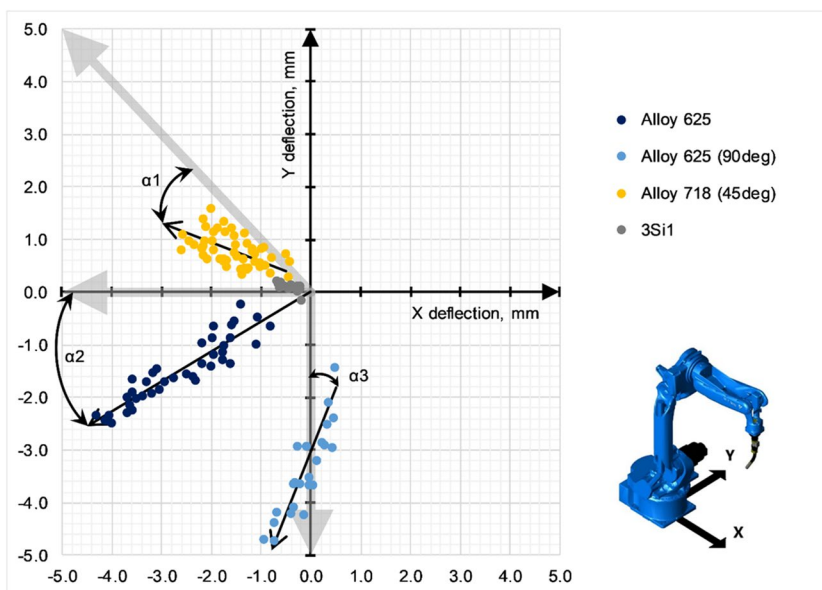 5.0
4.0
3.0
2.0
1.0
0.0
-1.0
-2.0
-3.0
-4.0
-5.0
-5.0 -4.0 -3.0 -2.0 -1.0 0.0 1.0 2.0 3.0 4.0 5.0
Y deflection, mm
X deflection, mm
α1
α2
α3
Alloy 625
Alloy 625 (90deg)
Alloy 718 (45deg)
3Si1
Y
X